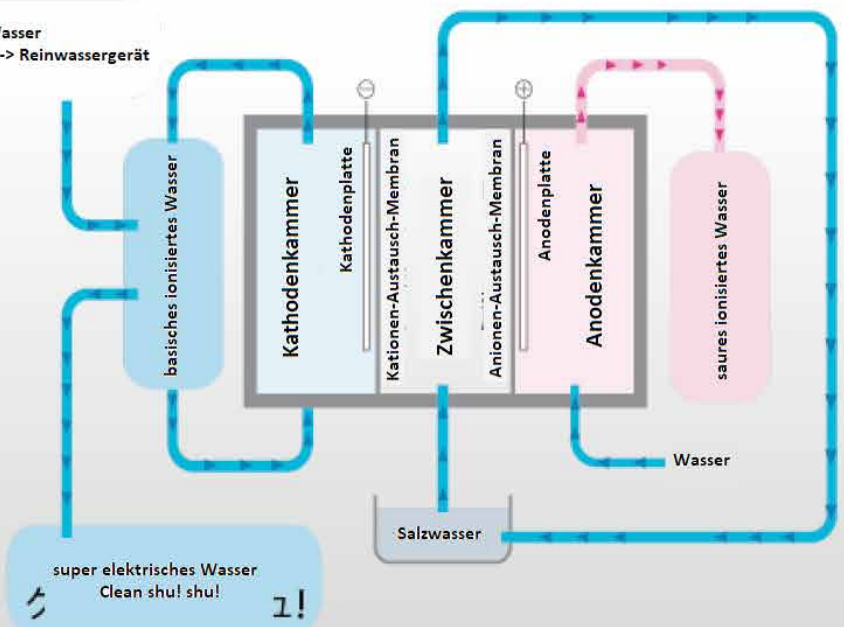 -> Reinwassergerät
⊖
⊕
basisches ionisiertes Wasser
Kathodenkammer
Kathodenplatte
Kationen-Austausch-Membran
Zwischenkammer
Anionen-Austausch-Membran
Anodenplatte
Anodenkammer
saures ionisiertes Wasser
Wasser
Salzwasser
super elektrisches Wasser
Clean shu! shu!